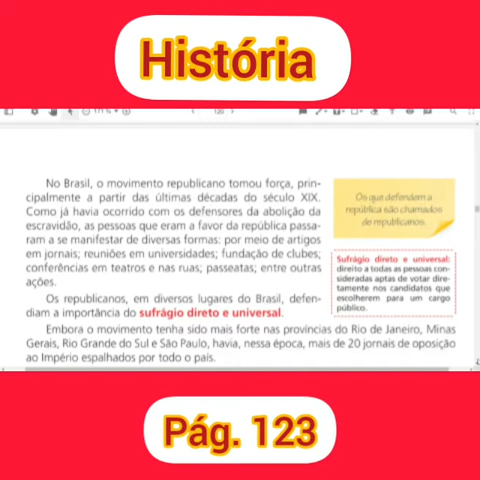 História
No Brasil, o movimento republicano tomou força, prin-
cipalmente a partir das últimas décadas do século XIX.
Como já havia ocorrido com os defensores da abolição da
escravidão, as pessoas que eram a favor da república passa-
ram a se manifestar de diversas formas: por meio de artigos
em jornais; reuniões em universidades; fundação de clubes;
conferências em teatros e nas ruas; passeatas; entre outras
ações.
Os republicanos, em diversos lugares do Brasil, defen-
diam a importância do sufrágio direto e universal.
Os que defendem a
república são chamados
de republicanos.
Sufrágio direto e universal:
direito a todas as pessoas con-
sideradas aptas de votar dire-
tamente nos candidatos que
escolherem para um cargo
público.
Embora o movimento tenha sido mais forte nas províncias do Rio de Janeiro, Minas
Gerais, Rio Grande do Sul e São Paulo, havia, nessa época, mais de 20 jornais de oposição
ao Império espalhados por todo o país.
Pág. 123